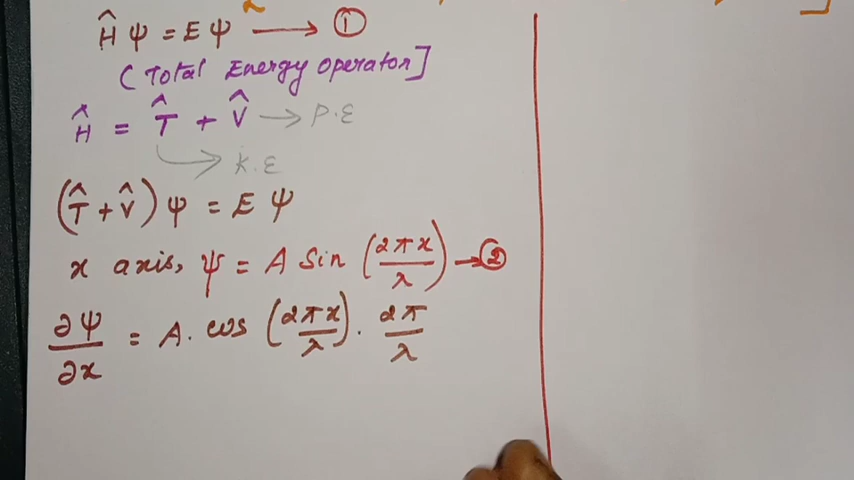 Ĥ ψ = E ψ → ①
(Total Energy operator]
Ĥ = T̂ + V̂ → P.E
→ K.E
(T̂ + V̂) ψ = E ψ
x axis, ψ = A Sin (2πx/λ) → ②
∂ψ/∂x = A. cos (2πx/λ) . 2π/λ